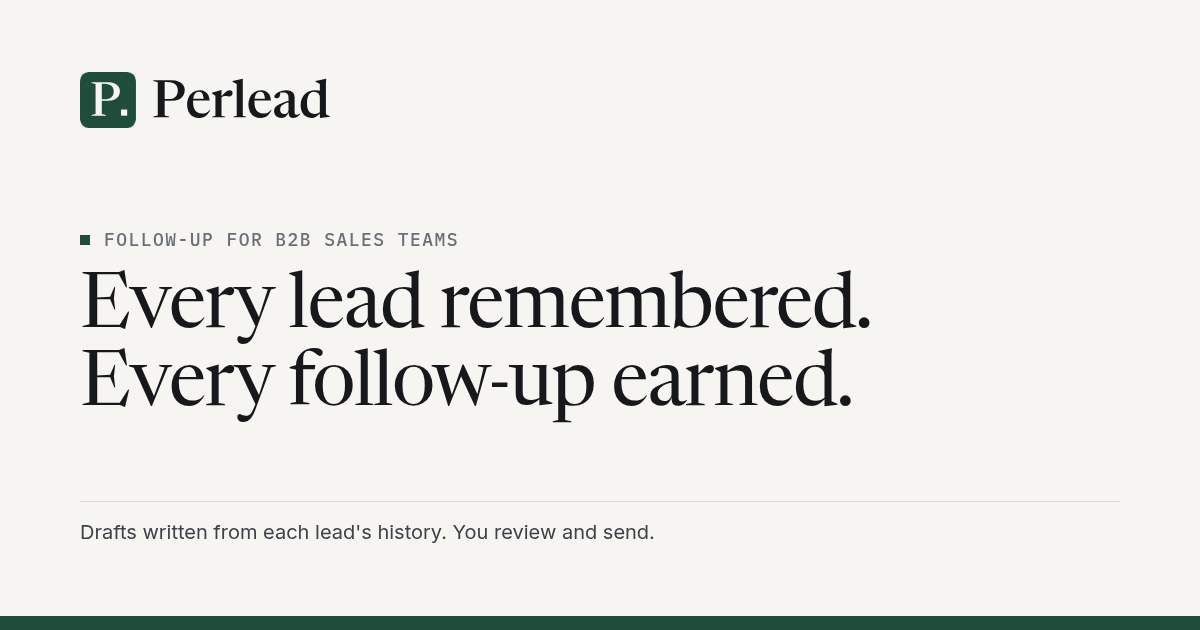 P. Perlead
FOLLOW-UP FOR B2B SALES TEAMS
Every lead remembered.
Every follow-up earned.
Drafts written from each lead's history. You review and send.